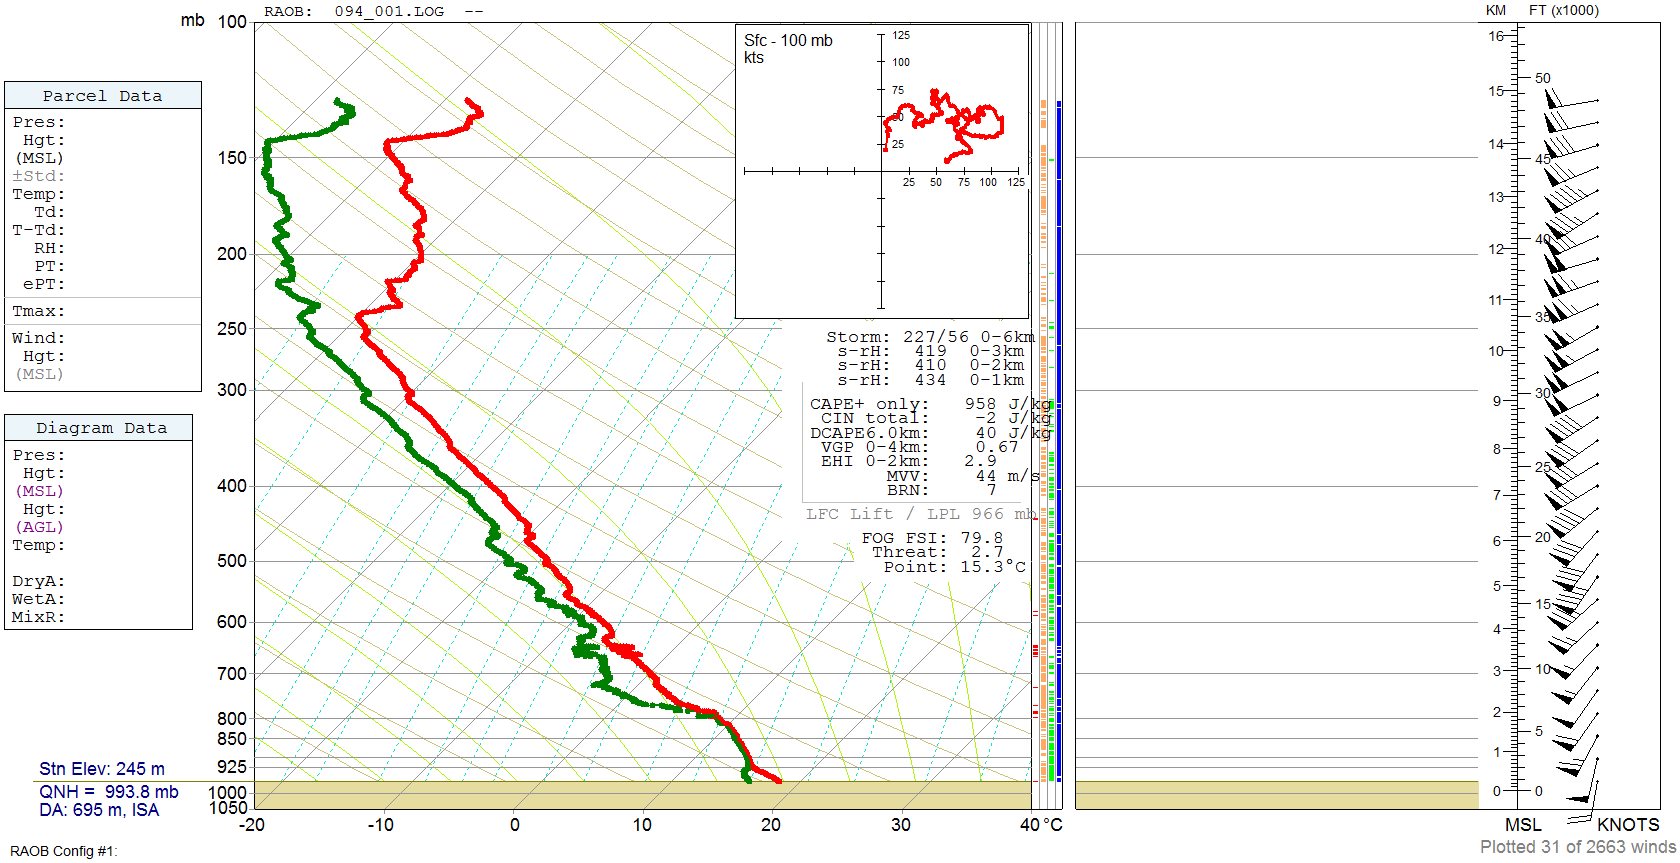 RAOB: 094_001.LOG --
mb
100
150
200
250
300
400
500
600
700
800
850
925
1000
1050
-20
-10
0
10
20
30
40 °C
Parcel Data
Pres:
Hgt:
(MSL)
±Std:
Temp:
Td:
T-Td:
RH:
PT:
ePT:
Tmax:
Wind:
Hgt:
(MSL)
Diagram Data
Pres:
Hgt:
(MSL)
Hgt:
(AGL)
Temp:
DryA:
WetA:
MixR:
Stn Elev: 245 m
QNH = 993.8 mb
DA: 695 m, ISA
RAOB Config #1:
Sfc - 100 mb
kts
125
100
75
50
25
25 50 75 100 125
Storm: 227/56 0-6km
s-rH: 419 0-3km
s-rH: 410 0-2km
s-rH: 434 0-1km
CAPE+ only: 958 J/kg
CIN total: -2 J/kg
DCAPE6.0km: 40 J/kg
VGP 0-4km: 0.67
EHI 0-2km: 2.9
MVV: 44 m/s
BRN: 7
LFC Lift / LPL 966 mb
FOG FSI: 79.8
Threat: 2.7
Point: 15.3°C
KM FT (x1000)
16
15
14
13
12
11
10
9
8
7
6
5
4
3
2
1
0
50
45
40
35
30
25
20
15
10
5
0
MSL KNOTS
Plotted 31 of 2663 winds